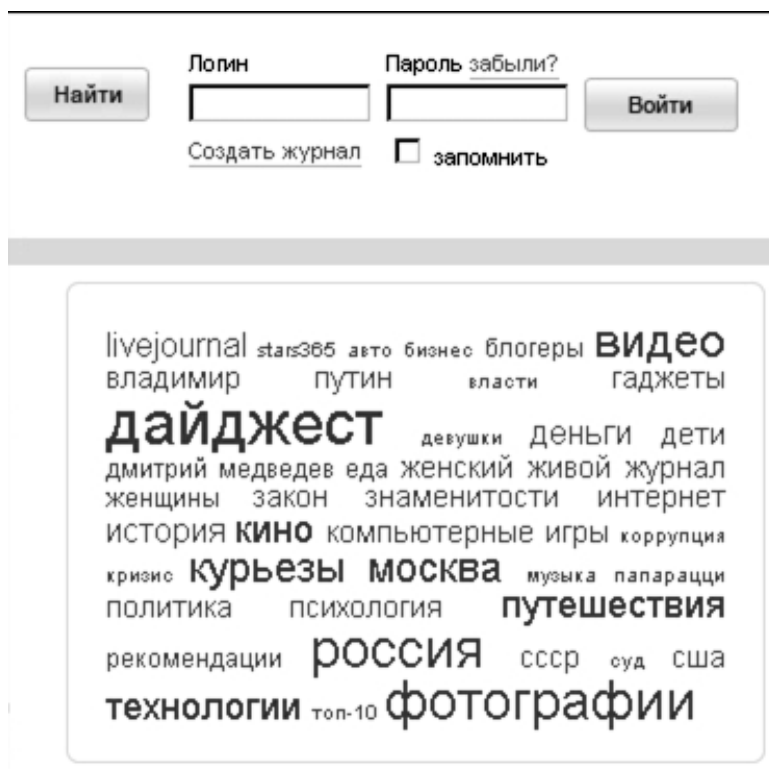 Логин Пароль забыли?
Найти Войти
Создать журнал запомнить
livejournal stars365 авто бизнес блогеры видео
владимир путин власти гаджеты
дайджест девушки деньги дети
дмитрий медведев еда женский живой журнал
женщины закон знаменитости интернет
история кино компьютерные игры коррупция
кризис курьезы москва музыка папарацци
политика психология путешествия
рекомендации россия ссср суд сша
технологии топ-10 фотографии